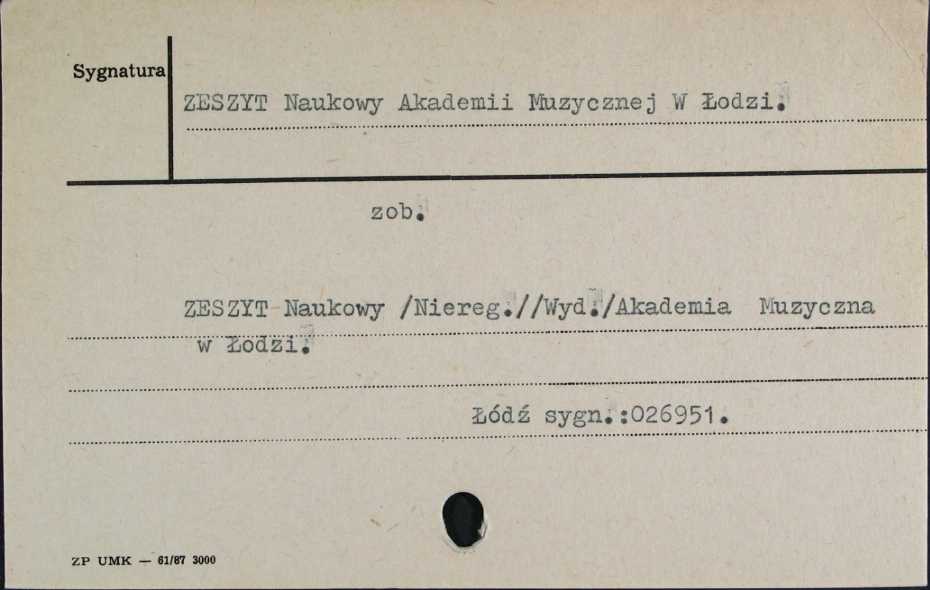 Sygnatura
ZESZYT Naukowy Akademii Muzycznej W Łodzi.
zob.
ZESZYT Naukowy /Niereg.//Wyd./Akademia Muzyczna
w Łodzi.
Łódź sygn.:026951.
ZP UMK — 61/87 3000